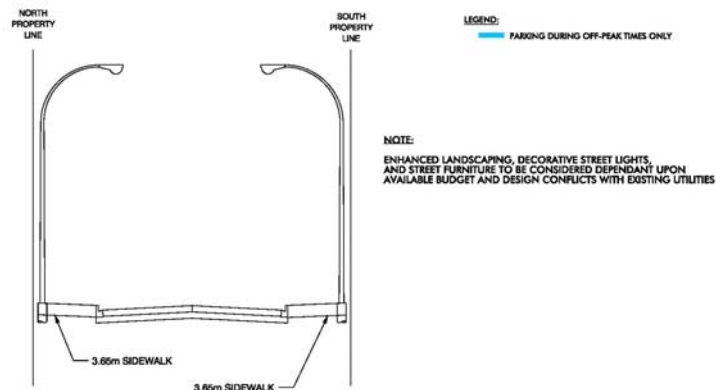 NORTH
PROPERTY
LINE
SOUTH
PROPERTY
LINE
LEGEND:
PARKING DURING OFF-PEAK TIMES ONLY
NOTE:
ENHANCED LANDSCAPING, DECORATIVE STREET LIGHTS,
AND STREET FURNITURE TO BE CONSIDERED DEPENDANT UPON
AVAILABLE BUDGET AND DESIGN CONFLICTS WITH EXISTING UTILITIES
3.65m SIDEWALK
3.65m SIDEWALK